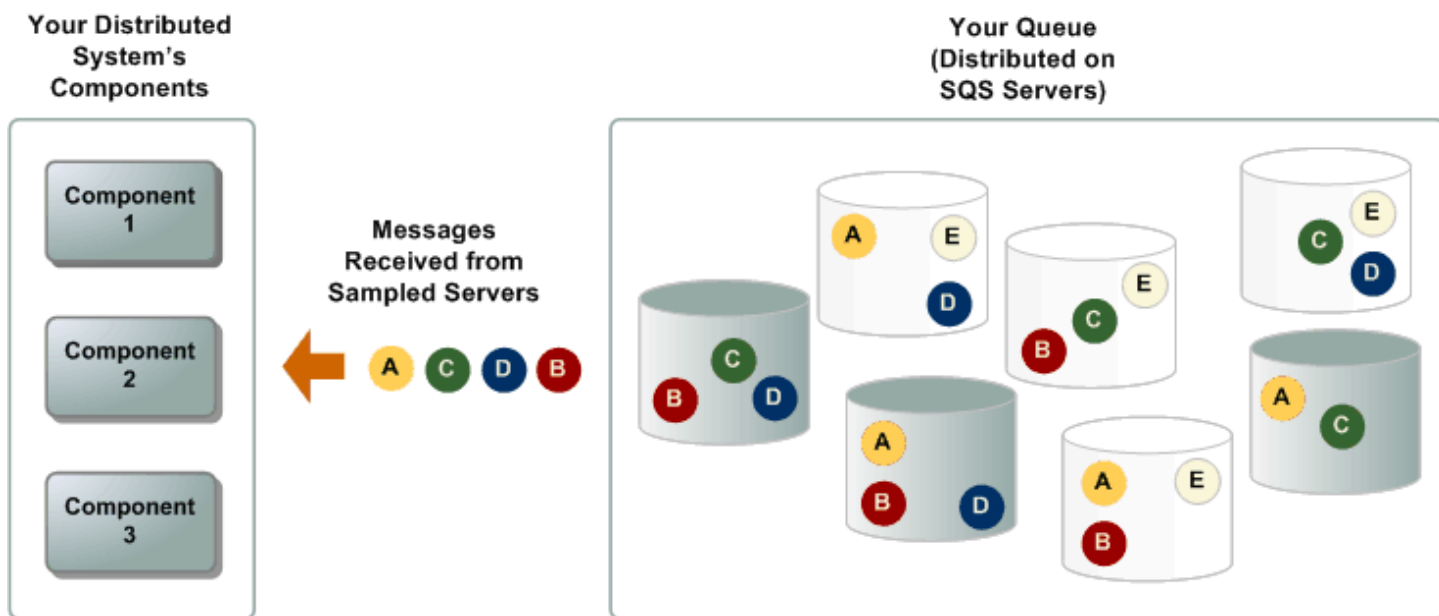 Your Distributed
System's
Components
Component
1
Component
2
Component
3
Messages
Received from
Sampled Servers
A C D B
Your Queue
(Distributed on
SQS Servers)
C
B
D
A
E
D
A
B
D
E
C
B
A
E
B
E
C
D
A
C